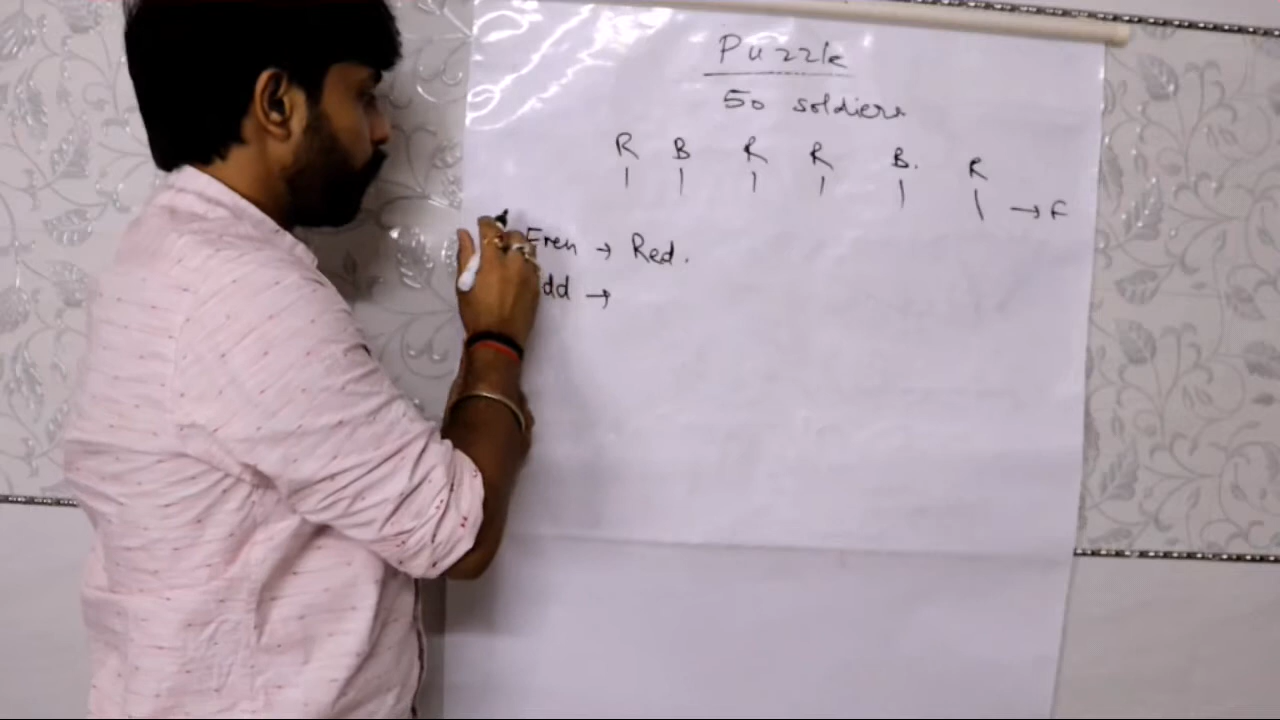 Puzzle
50 soldiers
R B R R B. R
→ F
Even → Red.
dd →